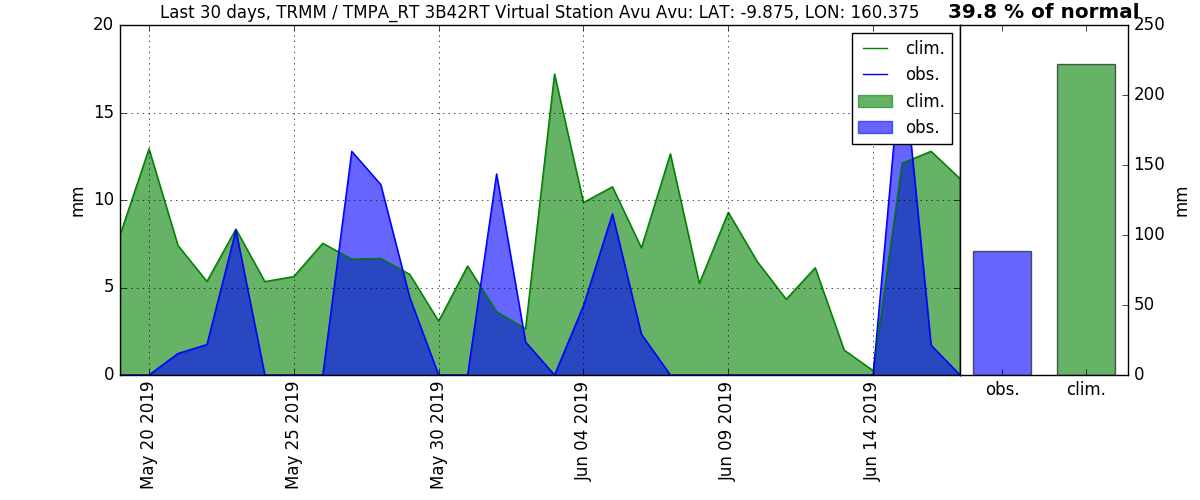 Last 30 days, TRMM / TMPA_RT 3B42RT Virtual Station Avu Avu: LAT: -9.875, LON: 160.375
39.8 % of normal
clim.
obs.
clim.
obs.
mm
20
15
10
5
0
May 20 2019
May 25 2019
May 30 2019
Jun 04 2019
Jun 09 2019
Jun 14 2019
250
200
150
100
50
0
mm
obs.
clim.